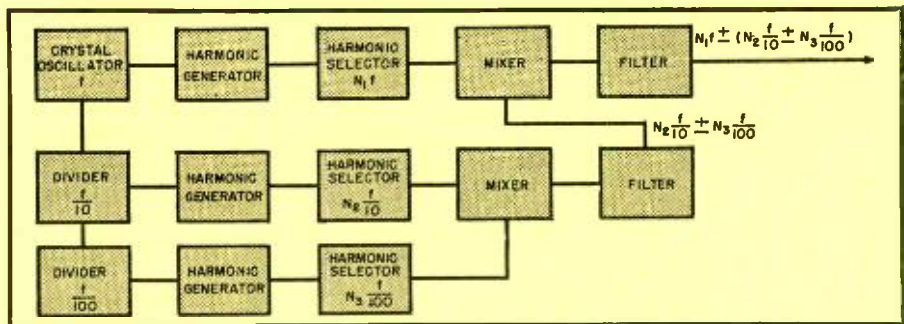 CRYSTAL
OSCILLATOR
f
HARMONIC
GENERATOR
HARMONIC
SELECTOR
N₁ f
MIXER
FILTER
N₁f ± (N₂ f/10 ± N₃ f/100)
N₂ f/10 ± N₃ f/100
DIVIDER
f/10
HARMONIC
GENERATOR
HARMONIC
SELECTOR
N₂ f/10
MIXER
FILTER
DIVIDER
f/100
HARMONIC
GENERATOR
HARMONIC
SELECTOR
N₃ f/100